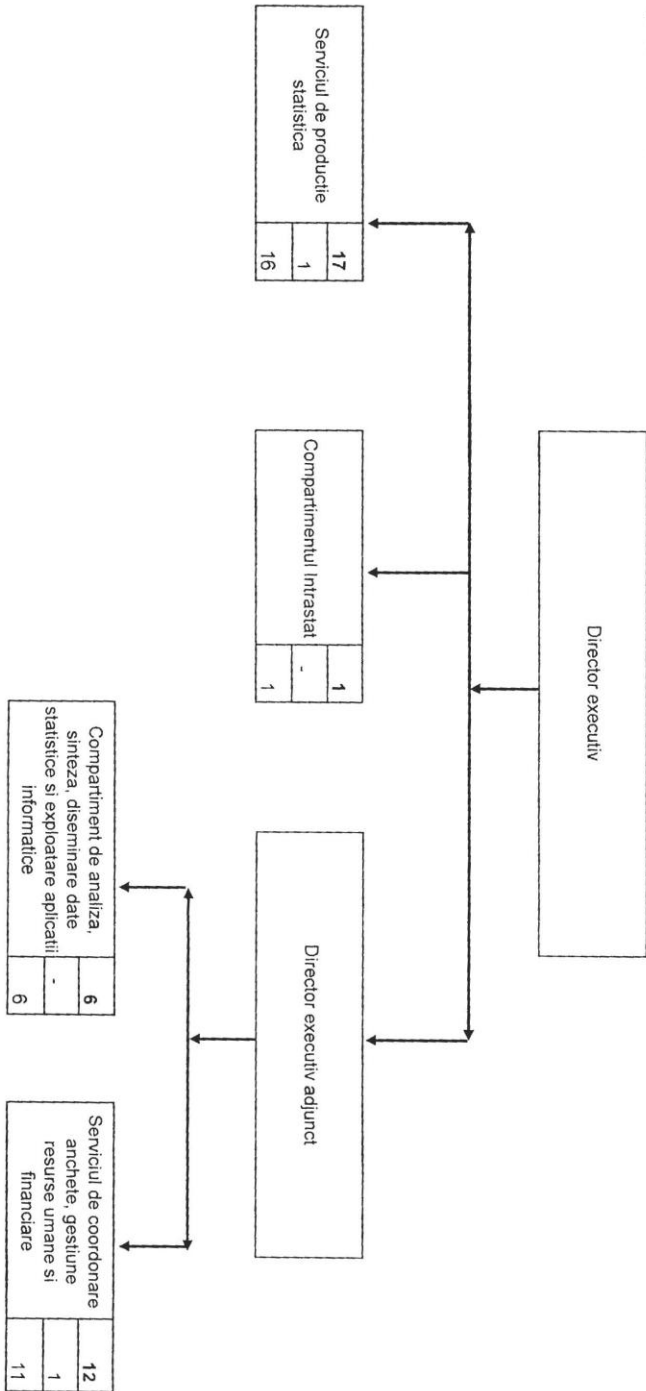 Director executiv
Serviciul de productie
statistica
17
1
16
Compartimentul Intrastat
1
-
1
Director executiv adjunct
Compartiment de analiza,
sinteza, diseminare date
statistice si exploatare aplicatii
informatice
6
-
6
Serviciul de coordonare
anchete, gestiune
resurse umane si
financiare
12
1
11